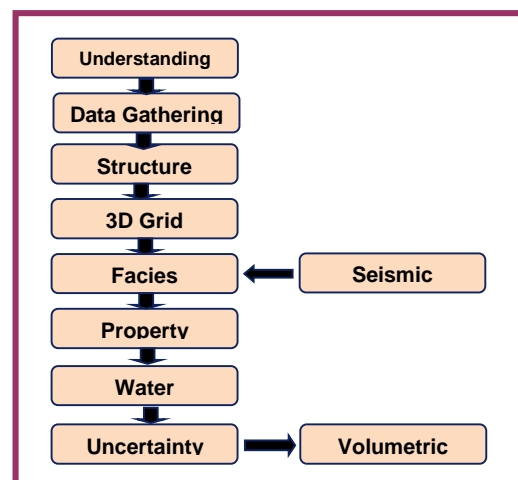 Understanding
Data Gathering
Structure
3D Grid
Facies
Seismic
Property
Water
Uncertainty
Volumetric